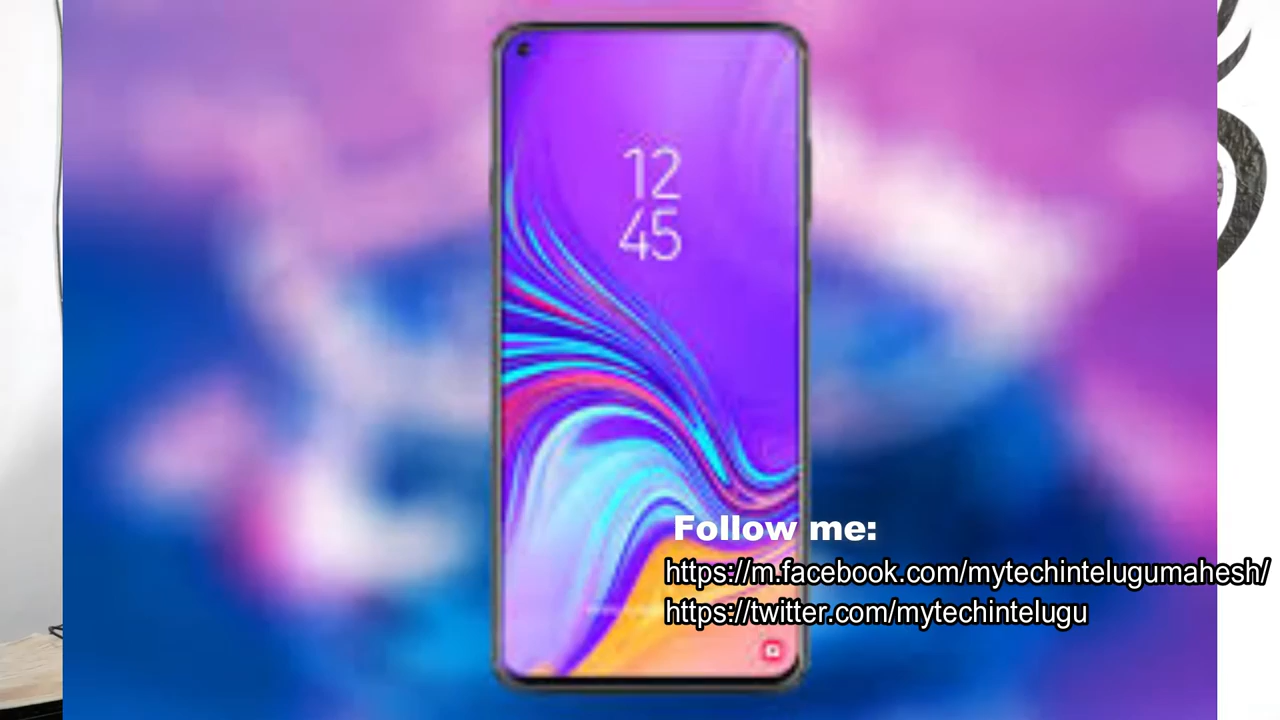 12
45
Follow me:
https://m.facebook.com/mytechintelugumahesh/
https://twitter.com/mytechintelugu